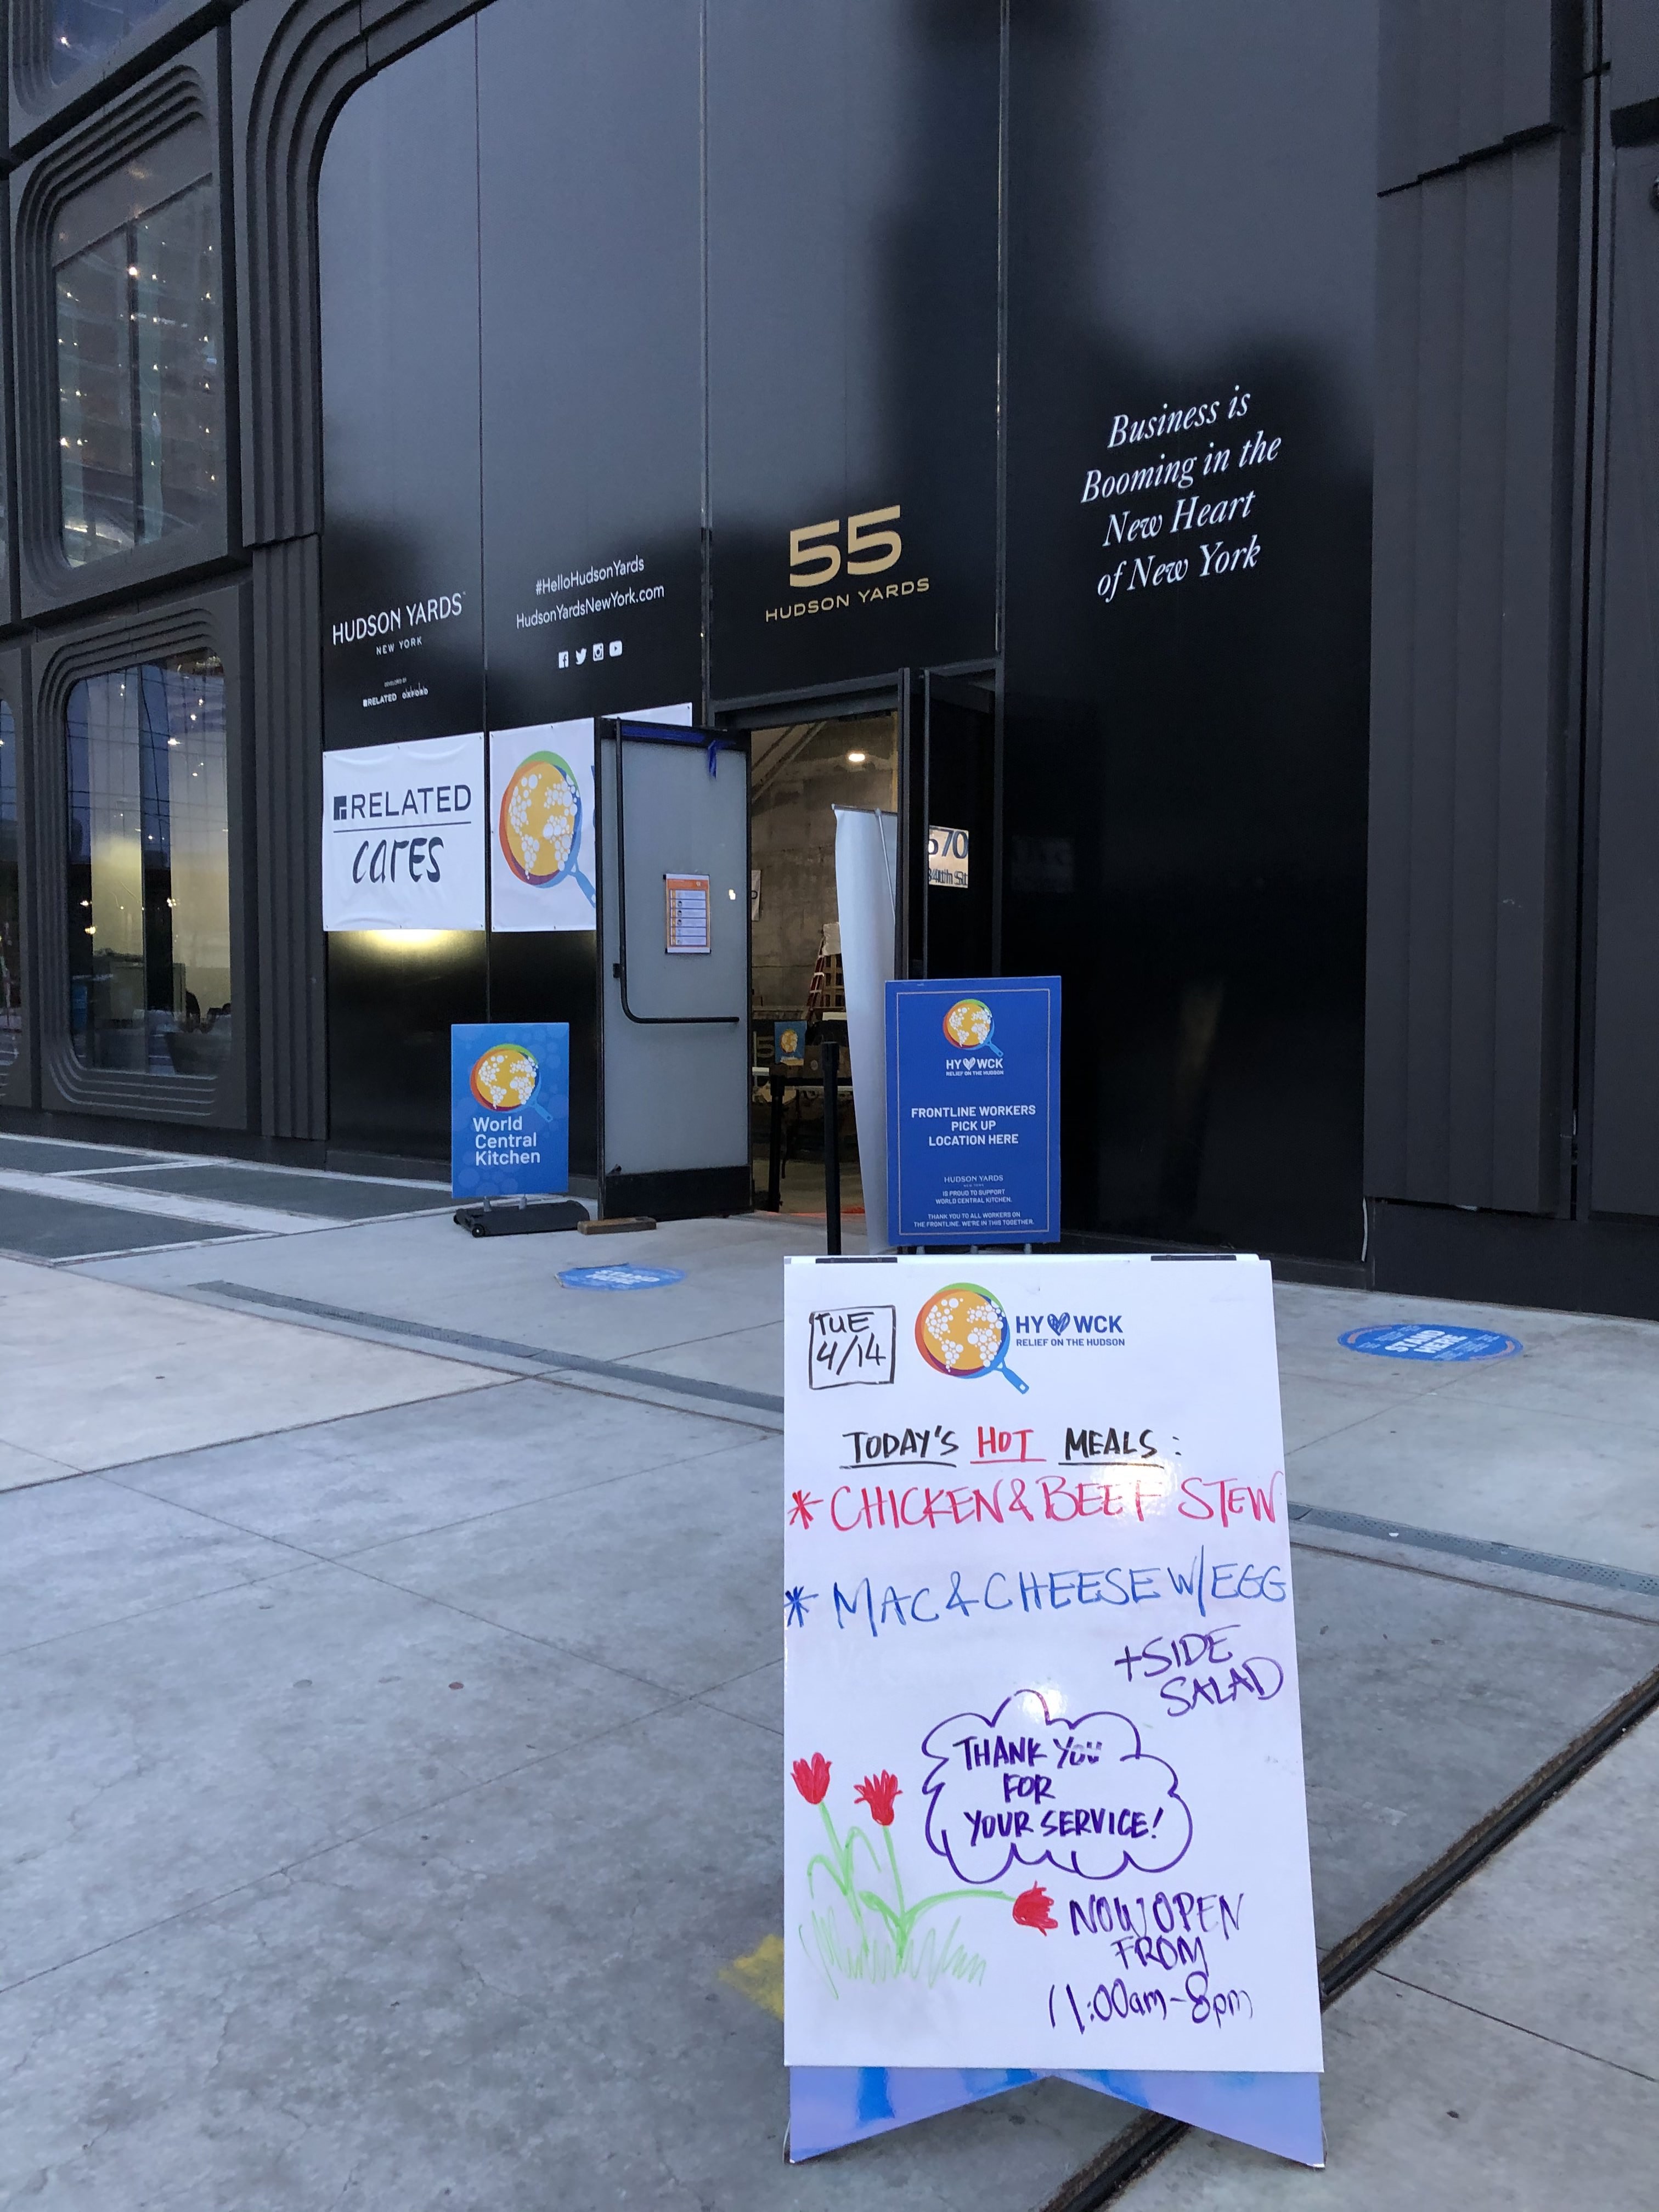 Business is
Booming in the
New Heart
of New York
55
HUDSON YARDS
#HelloHudsonYards
HudsonYardsNewYork.com
HUDSON YARDS
NEW YORK
DEVELOPED BY
RELATED OXFORD
RELATED
cares
570
34th St
World
Central
Kitchen
HY WCK
RELIEF ON THE HUDSON
FRONTLINE WORKERS
PICK UP
LOCATION HERE
HUDSON YARDS
NEW YORK
IS PROUD TO SUPPORT
WORLD CENTRAL KITCHEN.
THANK YOU TO ALL WORKERS ON
THE FRONTLINE. WE'RE IN THIS TOGETHER.
STAND
HERE
TUE
4/14
HY WCK
RELIEF ON THE HUDSON
TODAY'S HOT MEALS:
* CHICKEN & BEEF STEW
* MAC & CHEESE W/EGG
+SIDE
SALAD
THANK YOU
FOR
YOUR SERVICE!
NOW OPEN
FROM
11:00am-8pm